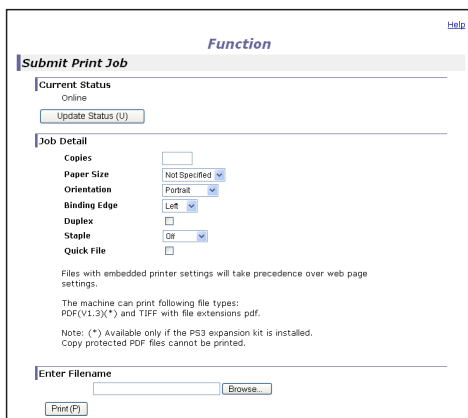 Help
Function
Submit Print Job
Current Status
Online
Update Status (U)
Job Detail
Copies
Paper Size Not Specified
Orientation Portrait
Binding Edge Left
Duplex
Staple Off
Quick File
Files with embedded printer settings will take precedence over web page
settings.
The machine can print following file types:
PDF(V1.3)(*) and TIFF with file extensions pdf.
Note: (*) Available only if the PS3 expansion kit is installed.
Copy protected PDF files cannot be printed.
Enter Filename
Browse...
Print(P)